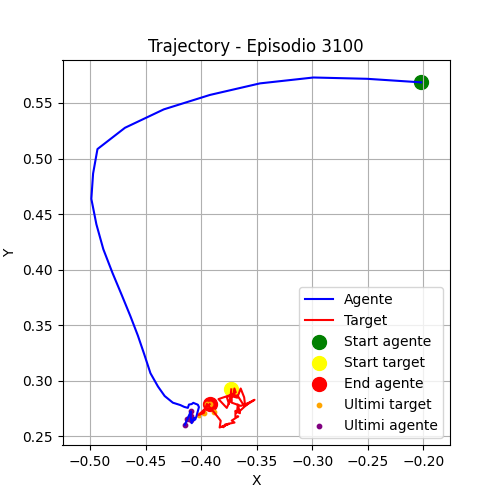 Trajectory - Episodio 3100
Y
0.55
0.50
0.45
0.40
0.35
0.30
0.25
Agente
Target
Start agente
Start target
End agente
Ultimi target
Ultimi agente
−0.50 −0.45 −0.40 −0.35 −0.30 −0.25 −0.20
X